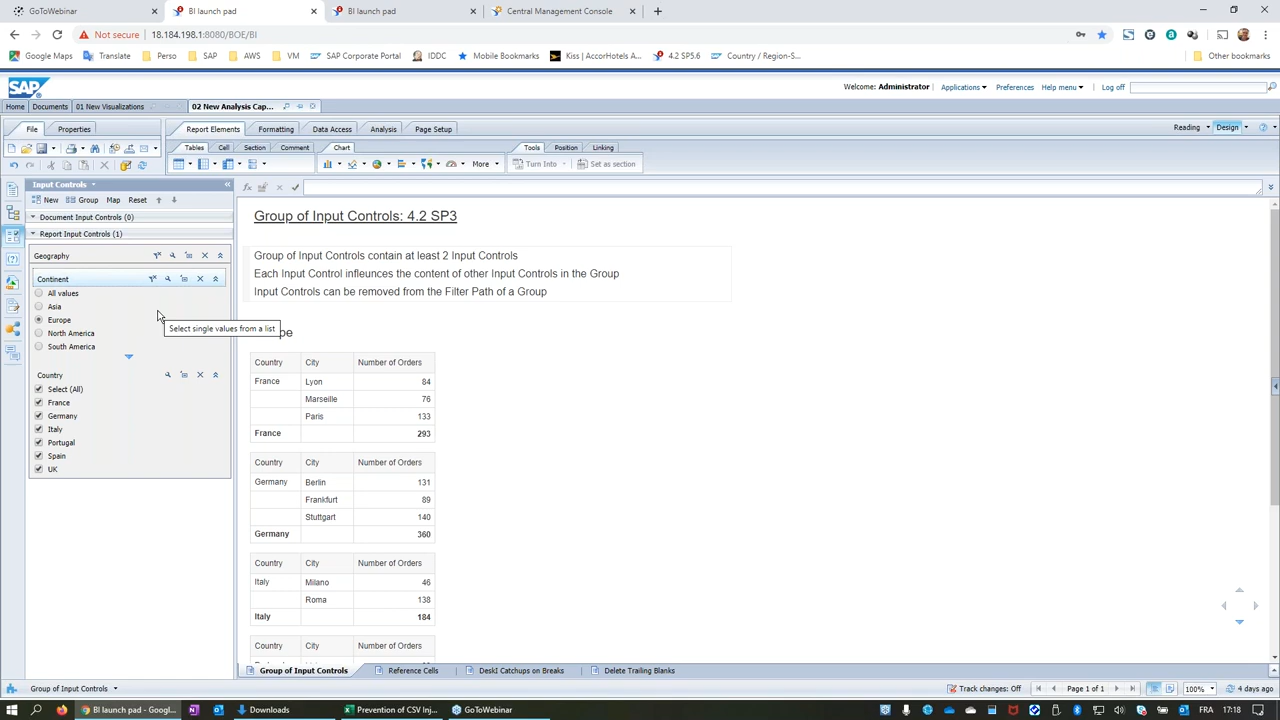 GoToWebinar
BI launch pad
BI launch pad
Central Management Console
Not secure 18.184.198.1:8080/BOE/BI
Google Maps Translate Perso SAP AWS VM SAP Corporate Portal IDDC Mobile Bookmarks Kiss | AccorHotels A... 4.2 SP5.6 Country / Region-S... Other bookmarks
SAP
Welcome: Administrator Applications Preferences Help menu Log off
Home Documents 01 New Visualizations 02 New Analysis Cap...
File Properties Report Elements Formatting Data Access Analysis Page Setup Reading Design
Tables Cell Section Comment Chart Tools Position Linking
More Turn Into Set as section
Input Controls
New Group Map Reset
Document Input Controls (0)
Report Input Controls (1)
Geography
Continent
All values
Asia
Europe
North America
South America
Select single values from a list
Country
Select (All)
France
Germany
Italy
Portugal
Spain
UK
Group of Input Controls: 4.2 SP3
Group of Input Controls contain at least 2 Input Controls
Each Input Control infleunces the content of other Input Controls in the Group
Input Controls can be removed from the Filter Path of a Group
pe
Country City Number of Orders
France Lyon 84
Marseille 76
Paris 133
France 293
Country City Number of Orders
Germany Berlin 131
Frankfurt 89
Stuttgart 140
Germany 360
Country City Number of Orders
Italy Milano 46
Roma 138
Italy 184
Country City Number of Orders
Group of Input Controls Reference Cells DeskI Catchups on Breaks Delete Trailing Blanks
Group of Input Controls Track changes: Off Page 1 of 1 100% 4 days ago
BI launch pad - Googl... Downloads Prevention of CSV Inj... GoToWebinar FRA 17:18